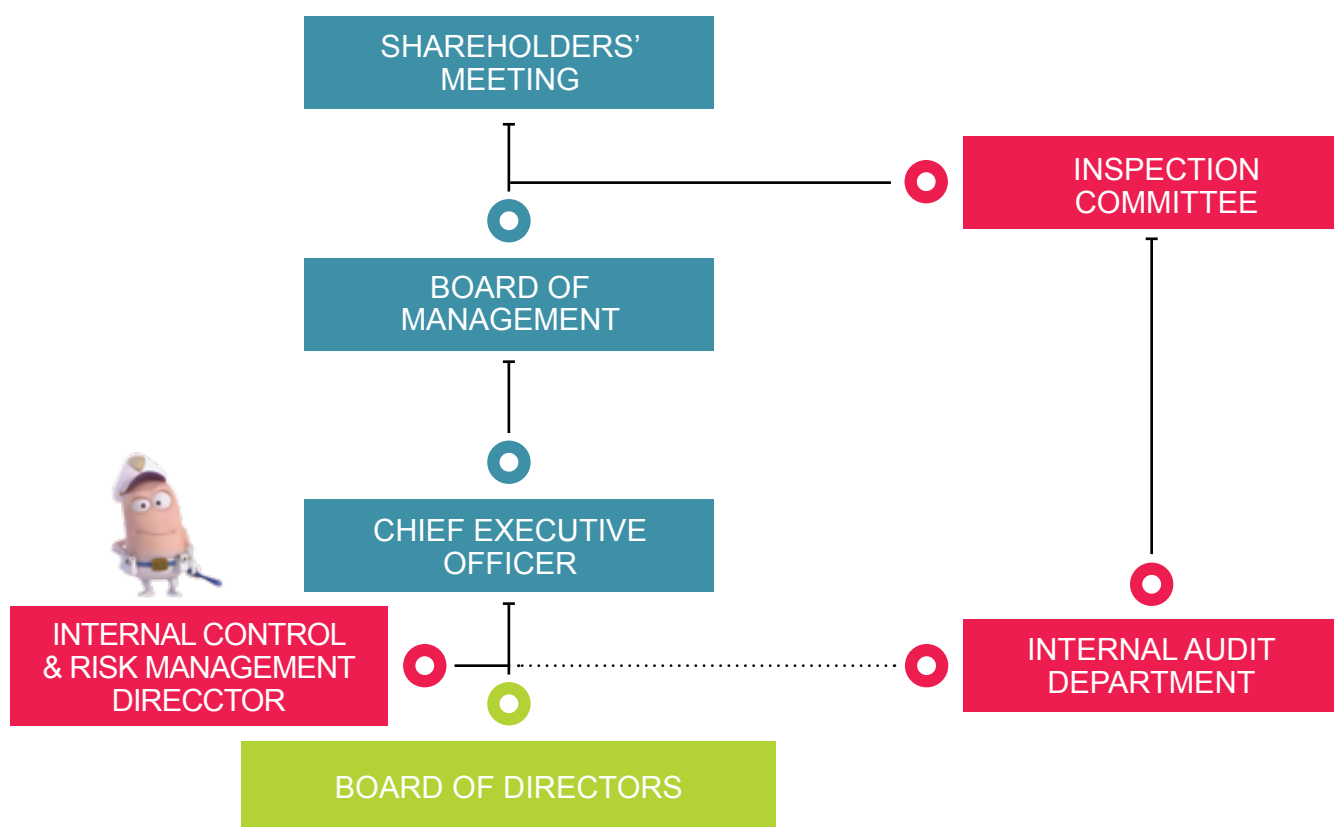 SHAREHOLDERS’
MEETING
INSPECTION
COMMITTEE
BOARD OF
MANAGEMENT
CHIEF EXECUTIVE
OFFICER
INTERNAL CONTROL
& RISK MANAGEMENT
DIRECCTOR
INTERNAL AUDIT
DEPARTMENT
BOARD OF DIRECTORS